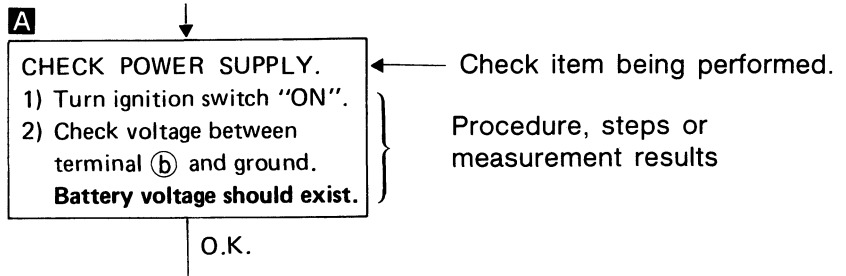 A
CHECK POWER SUPPLY.
1) Turn ignition switch “ON”.
2) Check voltage between
terminal ⓑ and ground.
Battery voltage should exist.
O.K.
Check item being performed.
Procedure, steps or
measurement results